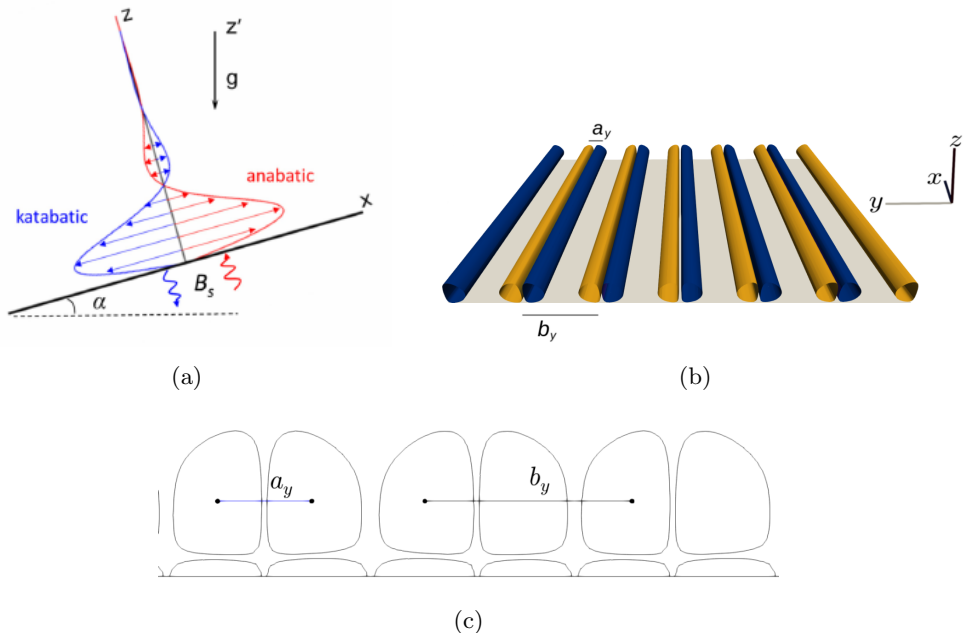 z
z'
g
anabatic
katabatic
x
B_s
α
(a)
a_y
z
x
y
b_y
(b)
a_y
b_y
(c)